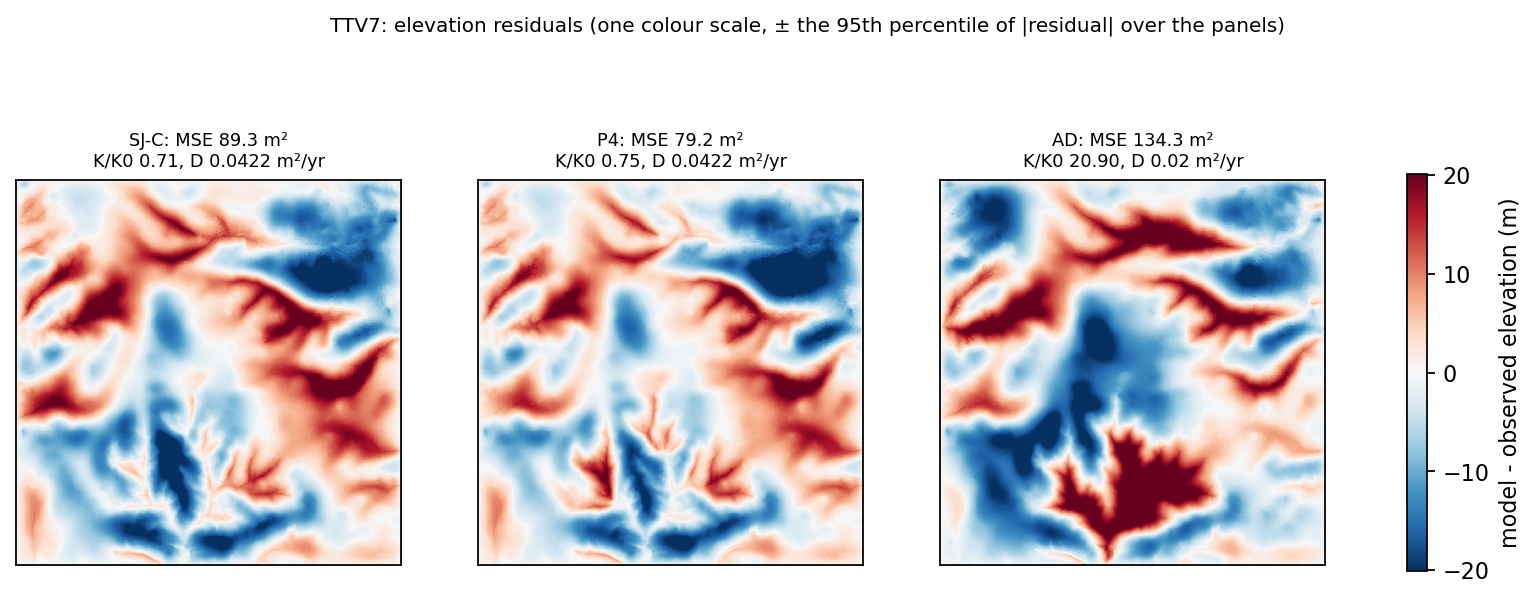 TTV7: elevation residuals (one colour scale, ± the 95th percentile of |residual| over the panels)
SJ-C: MSE 89.3 m²
K/K0 0.71, D 0.0422 m²/yr
P4: MSE 79.2 m²
K/K0 0.75, D 0.0422 m²/yr
AD: MSE 134.3 m²
K/K0 20.90, D 0.02 m²/yr
20
10
0
−10
−20
model - observed elevation (m)